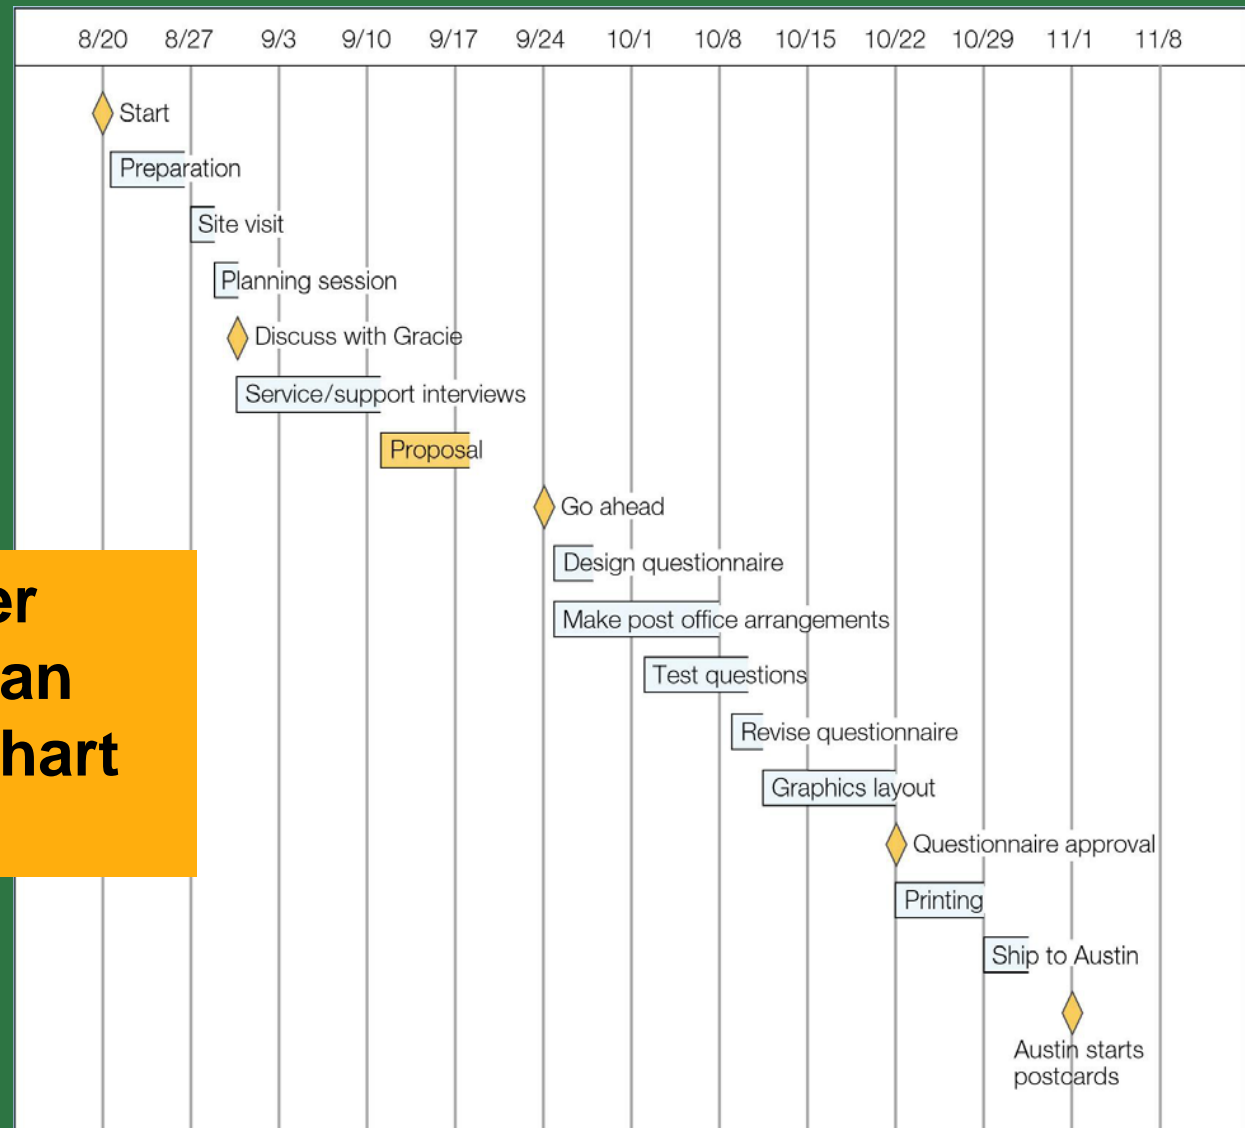 8/20 8/27 9/3 9/10 9/17 9/24 10/1 10/8 10/15 10/22 10/29 11/1 11/8
Start
Preparation
Site visit
Planning session
Discuss with Gracie
Service/support interviews
Proposal
Go ahead
Design questionnaire
er
Make post office arrangements
an
Test questions
hart
Revise questionnaire
Graphics layout
Questionnaire approval
Printing
Ship to Austin
Austin starts
postcards